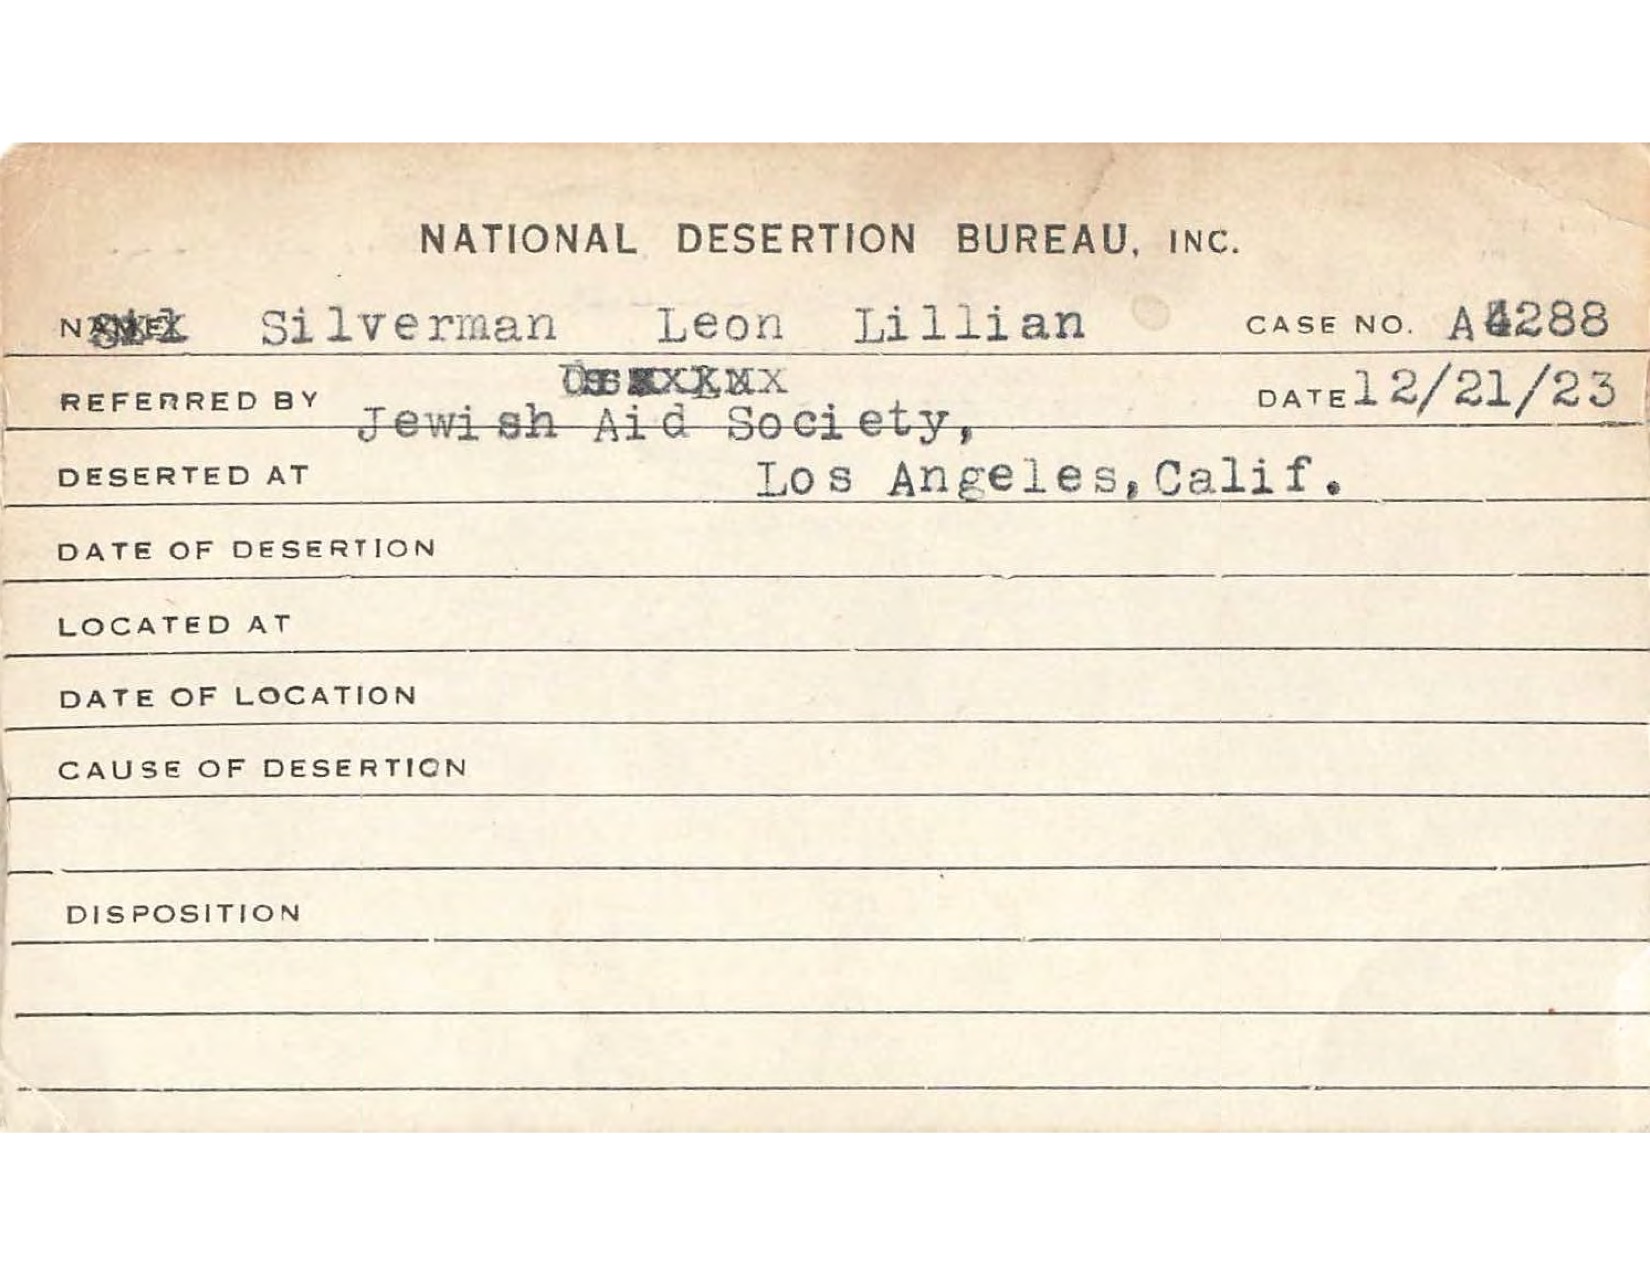 NATIONAL DESERTION BUREAU, INC.
NAME Silverman Leon Lillian CASE NO. A4288
REFERRED BY Jewish Aid Society, DATE 12/21/23
DESERTED AT Los Angeles, Calif.
DATE OF DESERTION
LOCATED AT
DATE OF LOCATION
CAUSE OF DESERTION
DISPOSITION